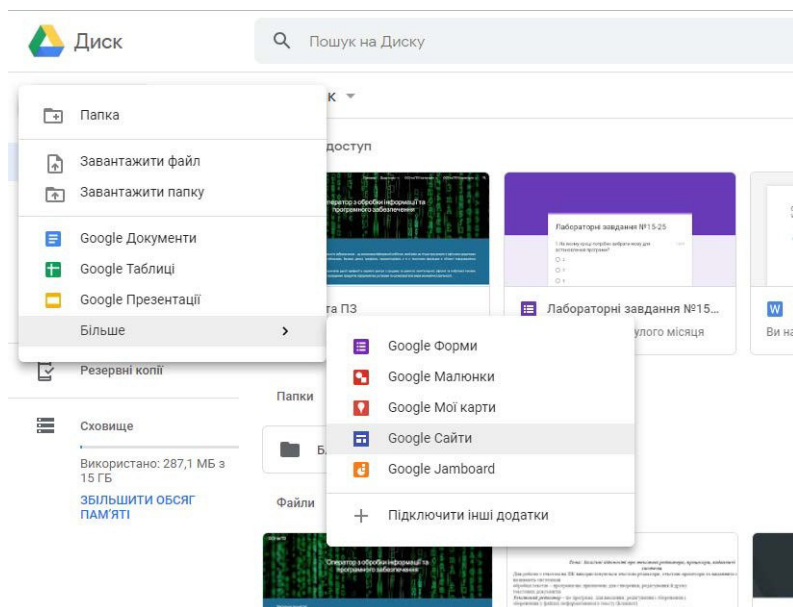 Диск
Пошук на Диску
к
Папка
Завантажити файл
Завантажити папку
Google Документи
Google Таблиці
Google Презентації
Більше
доступ
Оператор з обробки інформації та
програмного забезпечення
Лабораторні завдання №15-25
та ПЗ
Лабораторні завдання №15...
улого місяця
Ви на
Google Форми
Google Малюнки
Google Мої карти
Google Сайти
Google Jamboard
Підключити інші додатки
Резервні копії
Сховище
Використано: 287,1 МБ з
15 ГБ
ЗБІЛЬШИТИ ОБСЯГ
ПАМ'ЯТІ
Папки
Б
Файли
Оператор з обробки інформації та
програмного забезпечення